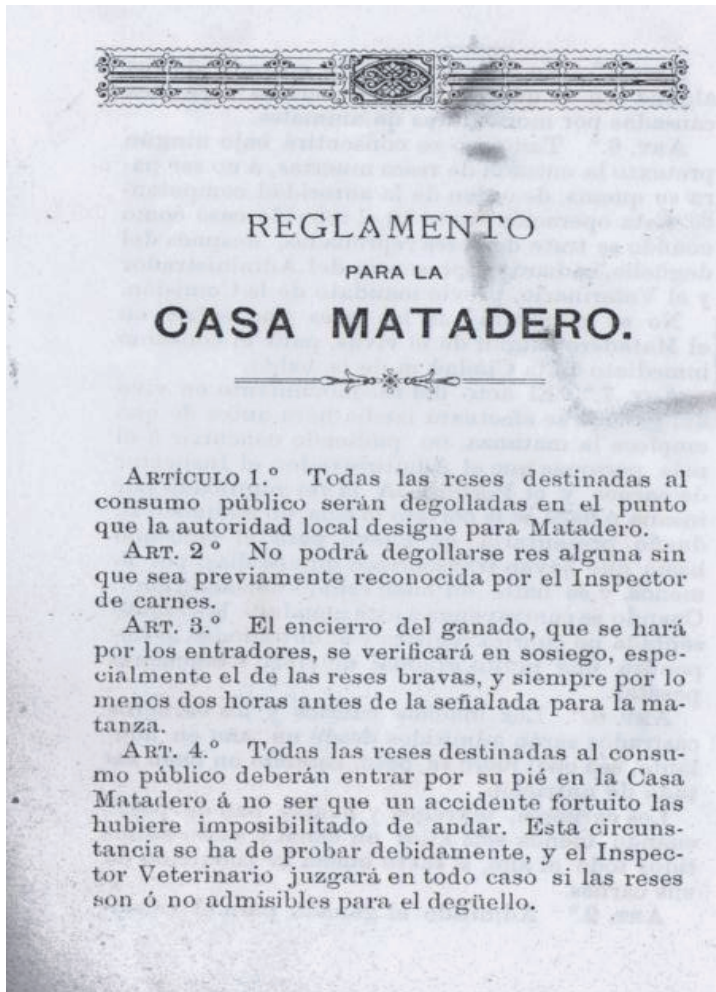 REGLAMENTO
PARA LA
CASA MATADERO.
ARTÍCULO 1.º Todas las reses destinadas al
consumo público serán degolladas en el punto
que la autoridad local designe para Matadero.
ART. 2º No podrá degollarse res alguna sin
que sea previamente reconocida por el Inspector
de carnes.
ART. 3.º El encierro del ganado, que se hará
por los entradores, se verificará en sosiego, espe-
cialmente el de las reses bravas, y siempre por lo
menos dos horas antes de la señalada para la ma-
tanza.
ART. 4.º Todas las reses destinadas al consu-
mo público deberán entrar por su pié en la Casa
Matadero á no ser que un accidente fortuito las
hubiere imposibilitado de andar. Esta circuns-
tancia se ha de probar debidamente, y el Inspec-
tor Veterinario juzgará en todo caso si las reses
son ó no admisibles para el degüello.